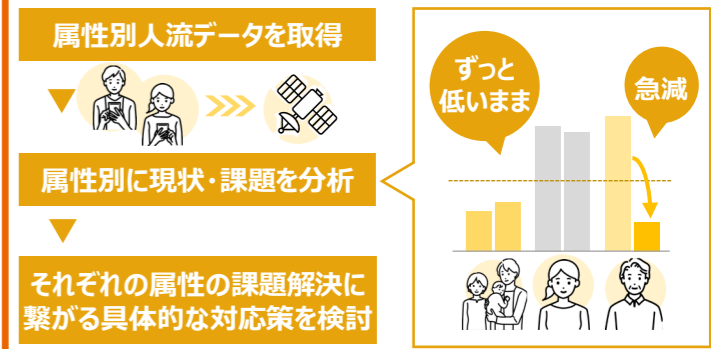 属性別人流データを取得
属性別に現状・課題を分析
それぞれの属性の課題解決に
繋がる具体的な対応策を検討
ずっと
低いまま
急減